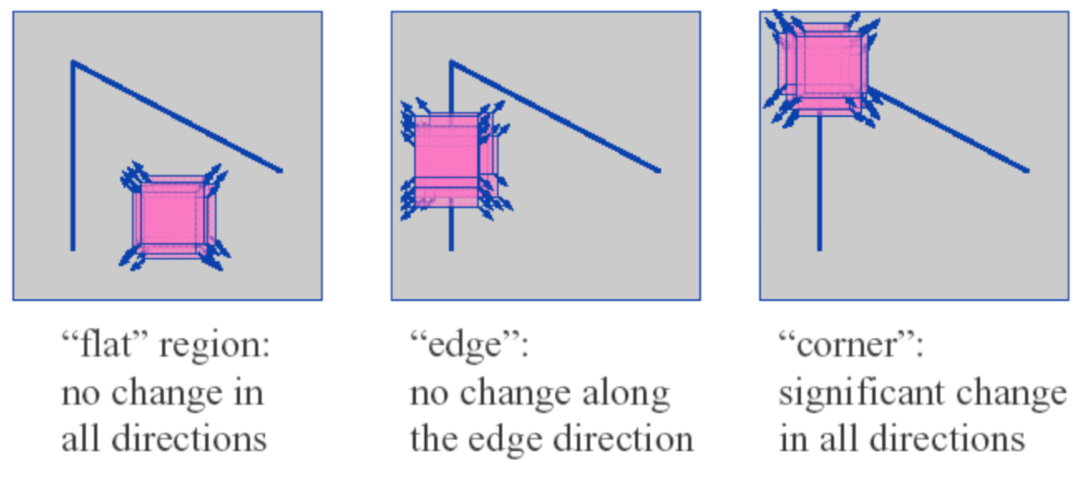 “flat” region:
no change in
all directions
“edge”:
no change along
the edge direction
“corner”:
significant change
in all directions